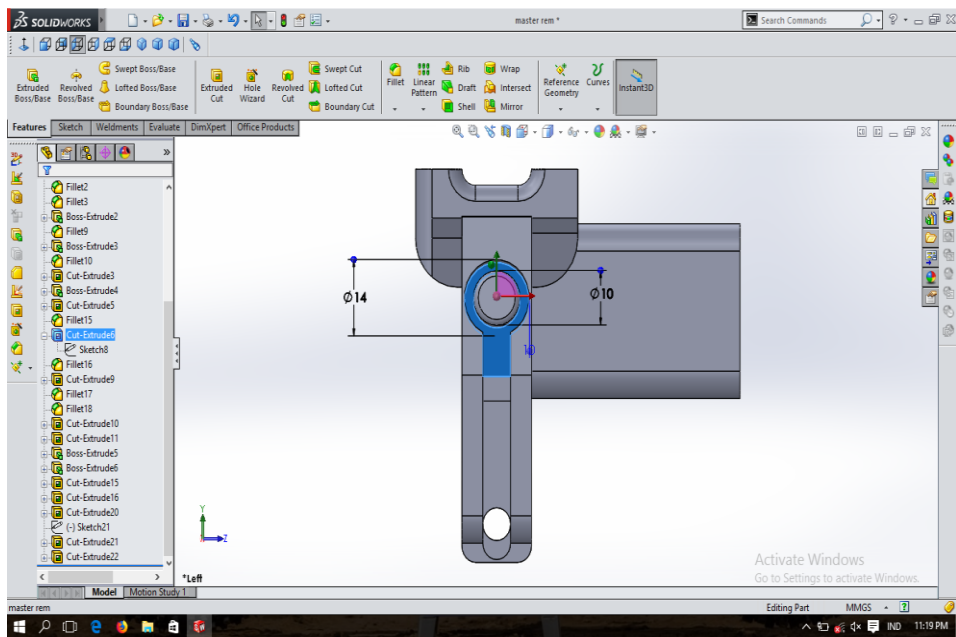 SOLIDWORKS
master rem *
Search Commands
Extruded Boss/Base
Revolved Boss/Base
Swept Boss/Base
Lofted Boss/Base
Boundary Boss/Base
Extruded Cut
Hole Wizard
Revolved Cut
Swept Cut
Lofted Cut
Boundary Cut
Fillet
Linear Pattern
Rib
Draft
Shell
Wrap
Intersect
Mirror
Reference Geometry
Curves
Instant3D
Features Sketch Weldments Evaluate DimXpert Office Products
Fillet2
Fillet3
Boss-Extrude2
Fillet9
Boss-Extrude3
Fillet10
Cut-Extrude3
Boss-Extrude4
Cut-Extrude5
Fillet15
Cut-Extrude6
Sketch8
Fillet16
Cut-Extrude9
Fillet17
Fillet18
Cut-Extrude10
Cut-Extrude11
Boss-Extrude5
Boss-Extrude6
Cut-Extrude15
Cut-Extrude16
Cut-Extrude20
(-) Sketch21
Cut-Extrude21
Cut-Extrude22
Ø14
Ø10
Y
Z
*Left
Activate Windows
Go to Settings to activate Windows.
Model Motion Study 1
master rem
Editing Part
MMGS
IND
11:19 PM